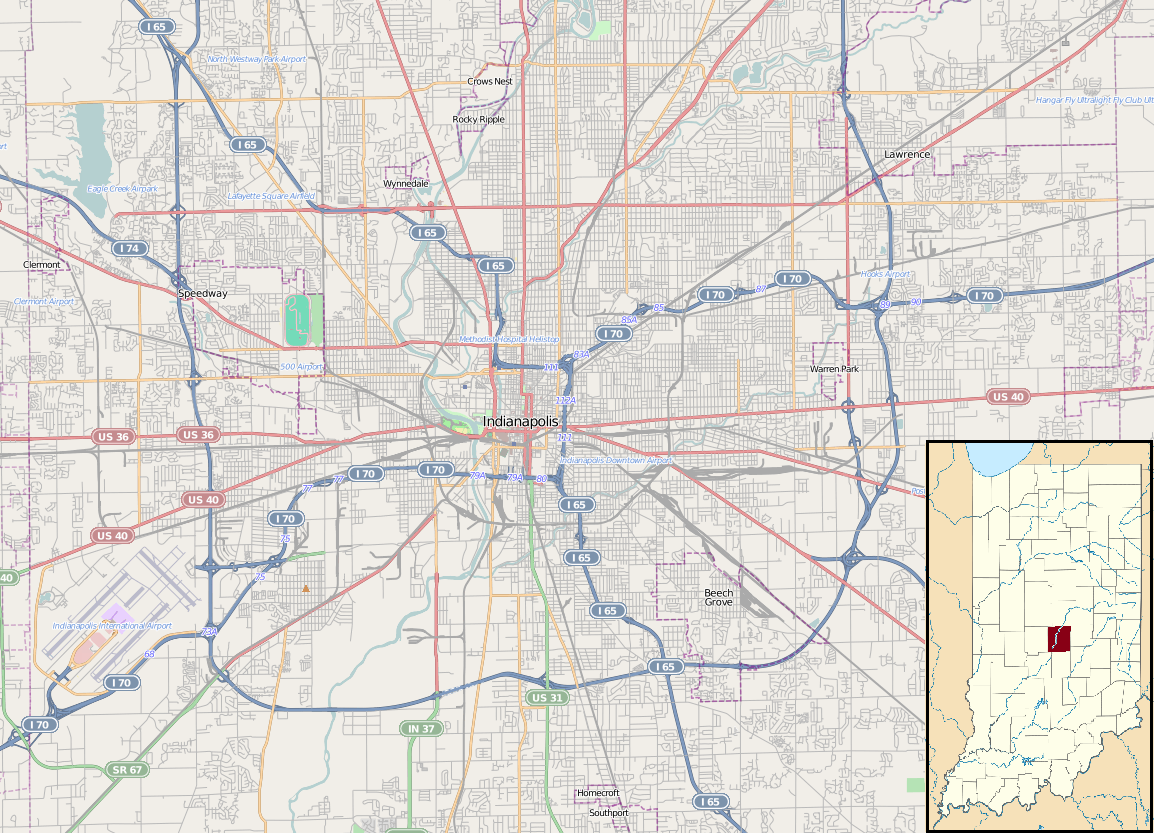 I 65
North Westway Park Airport
Crows Nest
Hangar Fly Ultralight Fly Club Ult
Rocky Ripple
I 65
Lawrence
Wynnedale
Eagle Creek Airpark
Lafayette Square Airfield
I 65
I 74
Clermont
I 65
Hooks Airport
I 70
87
Speedway
I 70
I 70
Clermont Airport
89
90
85
85A
I 70
Methodist Hospital Helistop
83A
500 Airport
111
Warren Park
US 40
112A
Indianapolis
US 36
US 36
111
Indianapolis Downtown Airport
I 70
I 70
79A
79A
80
77
77
US 40
I 65
I 70
US 40
75
I 65
40
75
Beech
Grove
I 65
Indianapolis International Airport
73A
68
I 65
I 70
US 31
I 70
IN 37
SR 67
Homecroft
I 65
Southport